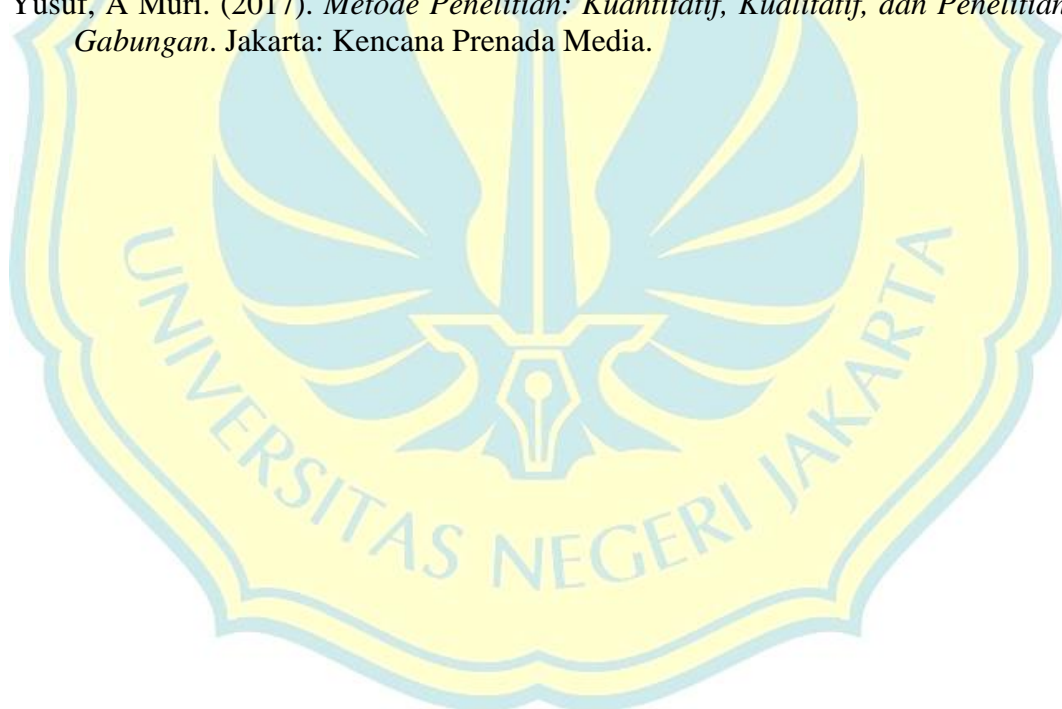 Yusuf, A Muri. (2017). Metode Penelitian: Kuantitatif, Kualitatif, dan Penelitian
Gabungan. Jakarta: Kencana Prenada Media.
UNIVERSITAS NEGERI JAKARTA